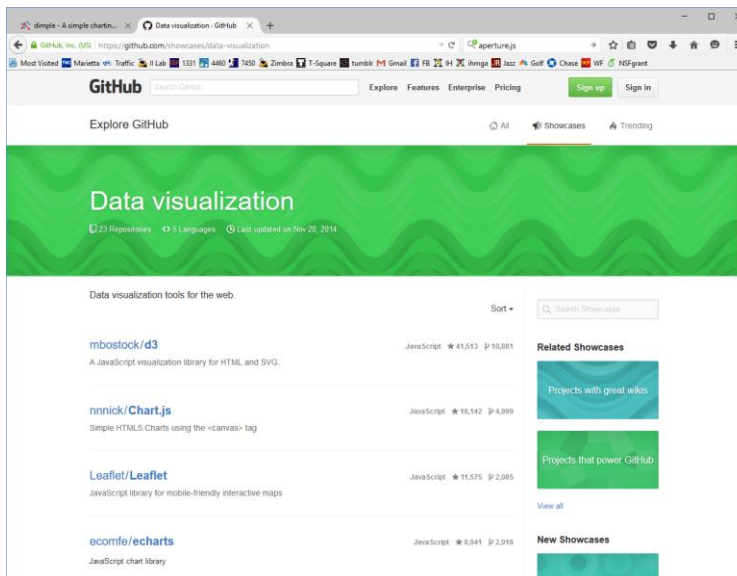 dimple - A simple chartin...
Data visualization · GitHub
GitHub, Inc. (US) https://github.com/showcases/data-visualization
aperture.js
Most Visited Marietta Traffic II Lab 1331 4460 7450 Zimbra T-Square tumblr Gmail FB IH ihmga Jazz Golf Chase WF NSFgrant
GitHub Search GitHub Explore Features Enterprise Pricing Sign up Sign in
Explore GitHub All Showcases Trending
Data visualization
23 Repositories 5 Languages Last updated on Nov 20, 2014
Data visualization tools for the web.
Sort
Search Showcases
mbostock/d3 JavaScript 41,513 10,881
A JavaScript visualization library for HTML and SVG.
nnnick/Chart.js JavaScript 16,142 4,999
Simple HTML5 Charts using the <canvas> tag
Leaflet/Leaflet JavaScript 11,575 2,085
JavaScript library for mobile-friendly interactive maps
ecomfe/echarts JavaScript 8,041 2,018
JavaScript chart library
Related Showcases
Projects with great wikis
Projects that power GitHub
View all
New Showcases